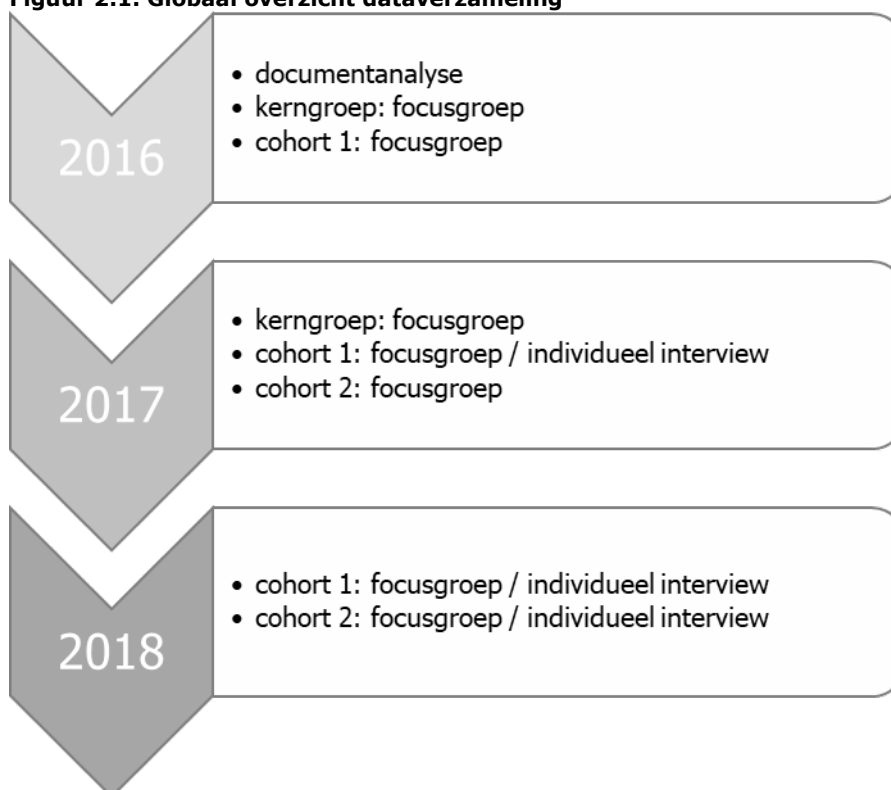 Figuur 2.1: Globaal overzicht dataverzameling
2016
• documentanalyse
• kerngroep: focusgroep
• cohort 1: focusgroep
2017
• kerngroep: focusgroep
• cohort 1: focusgroep / individueel interview
• cohort 2: focusgroep
2018
• cohort 1: focusgroep / individueel interview
• cohort 2: focusgroep / individueel interview